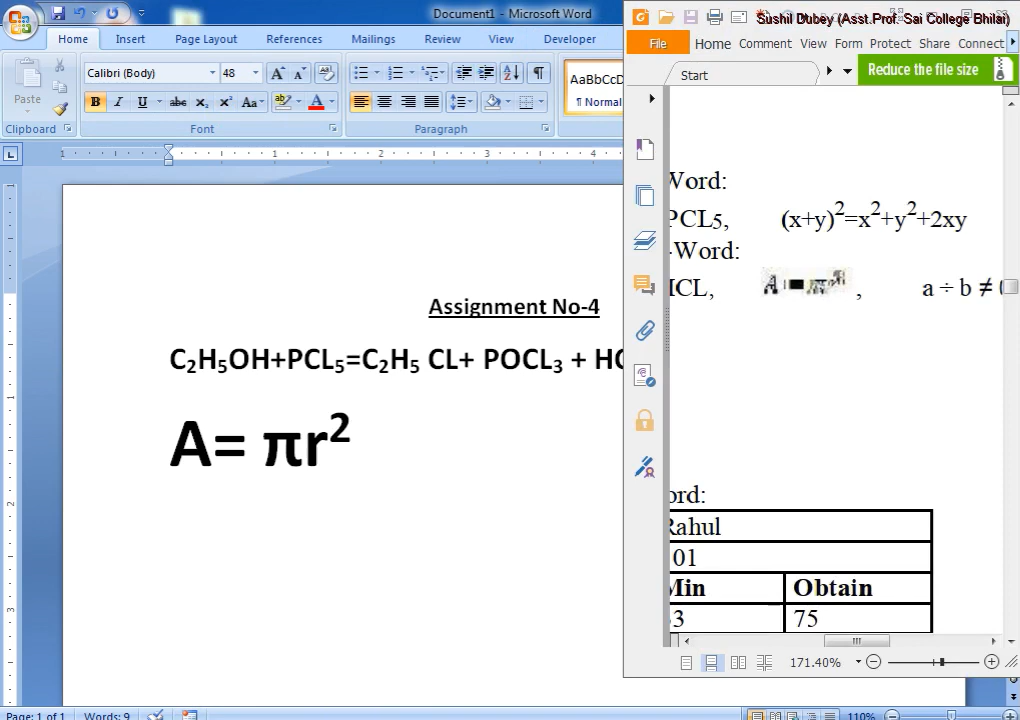 Document1 - Microsoft Word
Sushil Dubey (Asst.Prof. Sai College Bhilai)
Home Insert Page Layout References Mailings Review View Developer
File Home Comment View Form Protect Share Connect
Start
Reduce the file size
Paste
Calibri (Body) 48
AaBbCcD
¶ Normal
Clipboard Font Paragraph
Word:
PCL5, (x+y)²=x²+y²+2xy
-Word:
HCL, , a ÷ b ≠
Assignment No-4
C₂H₅OH+PCL₅=C₂H₅ CL+ POCL₃ + HC
A= πr²
ord:
Rahul
01
Min Obtain
3 75
171.40%
Page: 1 of 1 Words: 9 110%